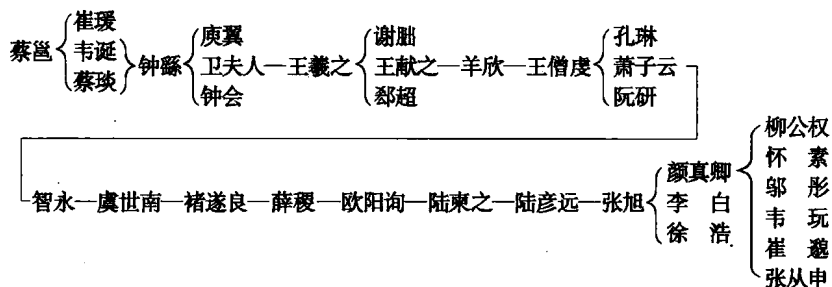 蔡邕
崔瑗
韦诞
蔡琰
钟繇
庾翼
卫夫人—王羲之
钟会
谢朏
王献之—羊欣—王僧虔
郗超
孔琳
萧子云
阮研
智永—虞世南—褚遂良—薛稷—欧阳询—陆柬之—陆彦远—张旭
颜真卿
李 白
徐 浩
柳公权
怀 素
邬 彤
韦 玩
崔 邈
张从申